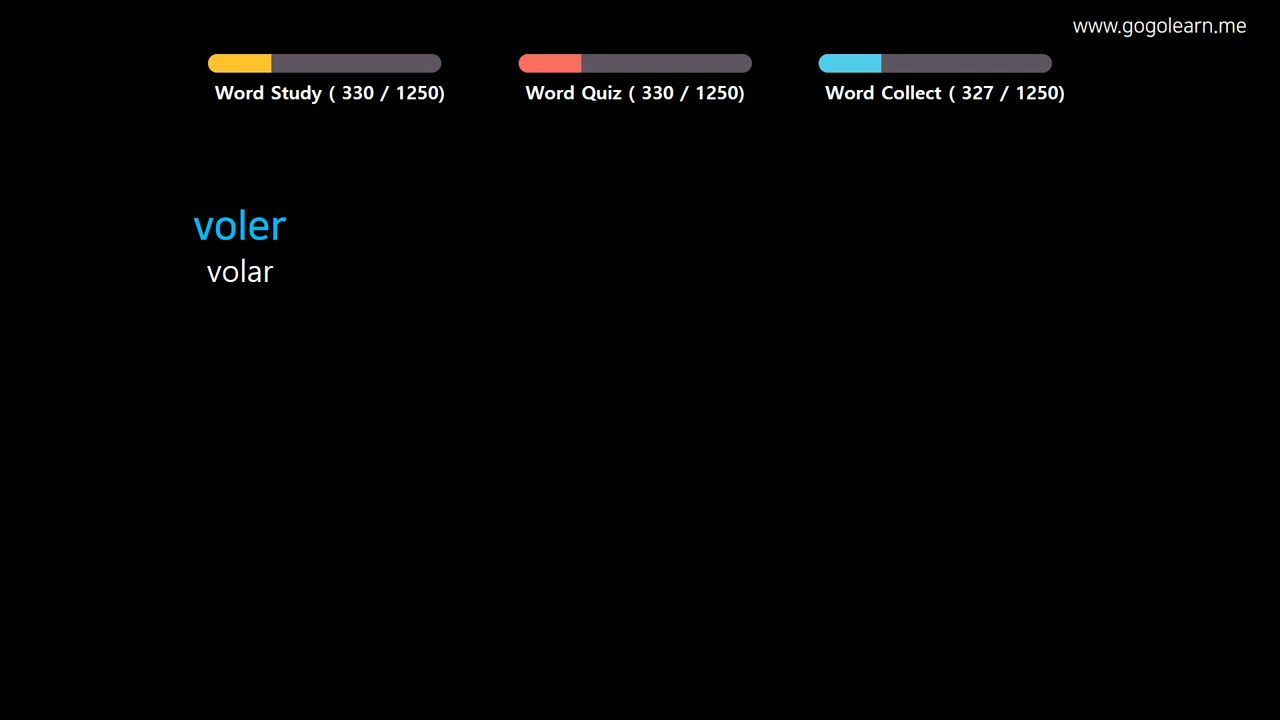 www.gogolearn.me
Word Study ( 330 / 1250)
Word Quiz ( 330 / 1250)
Word Collect ( 327 / 1250)
voler
volar